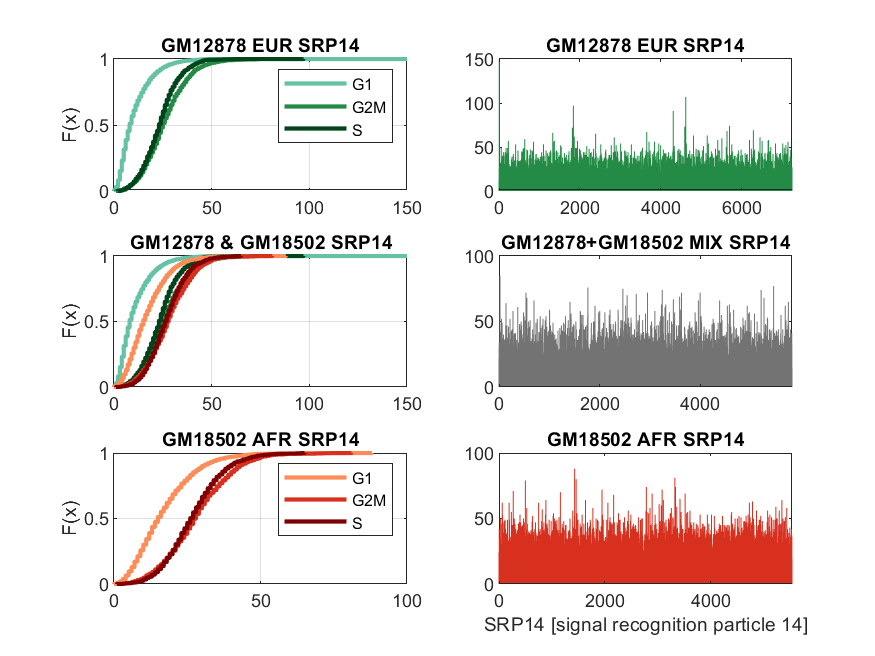 GM12878 EUR SRP14
1
0.5
0
F(x)
0 50 100 150
G1
G2M
S
GM12878 EUR SRP14
150
100
50
0
0 2000 4000 6000
GM12878 & GM18502 SRP14
1
0.5
0
F(x)
0 50 100 150
GM12878+GM18502 MIX SRP14
100
50
0
0 2000 4000
GM18502 AFR SRP14
1
0.5
0
F(x)
0 50 100
G1
G2M
S
GM18502 AFR SRP14
100
50
0
0 2000 4000
SRP14 [signal recognition particle 14]